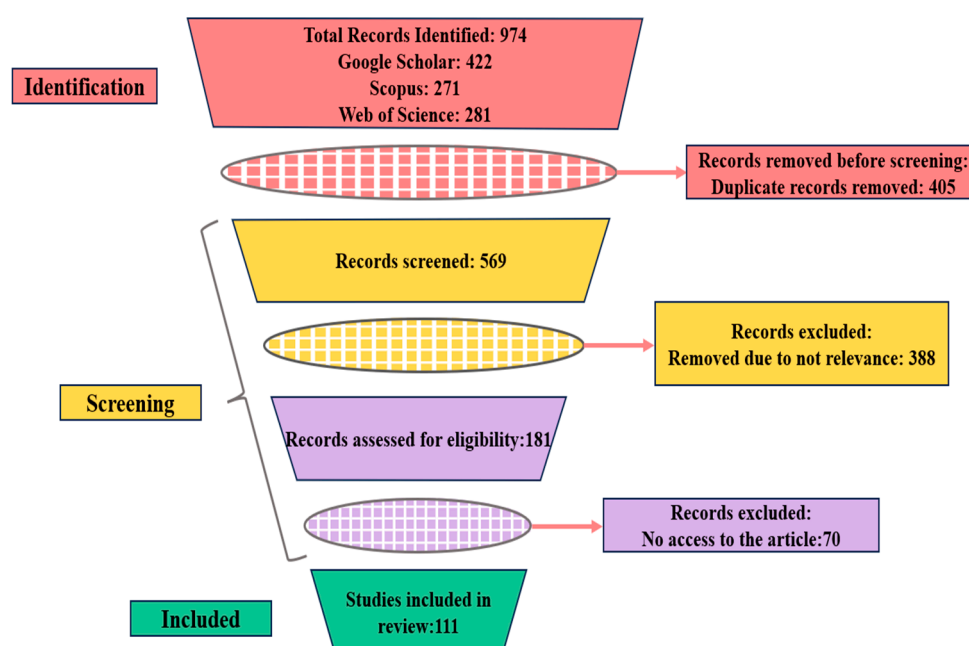 Total Records Identified: 974
Google Scholar: 422
Scopus: 271
Web of Science: 281
Identification
Records removed before screening:
Duplicate records removed: 405
Records screened: 569
Records excluded:
Removed due to not relevance: 388
Screening
Records assessed for eligibility:181
Records excluded:
No access to the article:70
Studies included in
review:111
Included